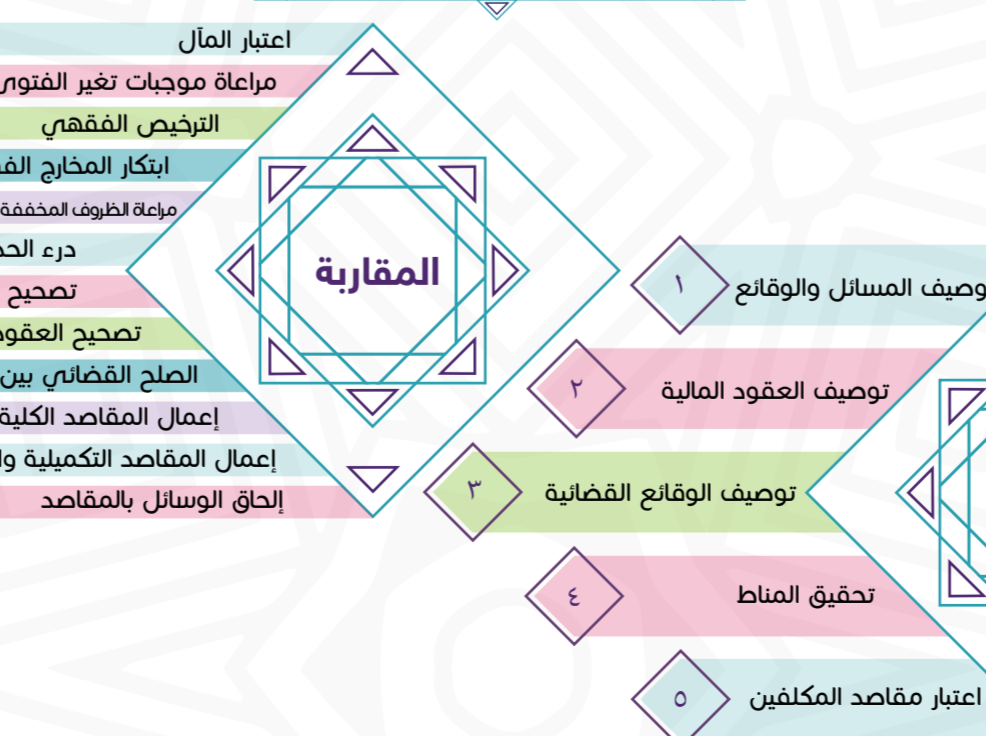 وصيف المسائل والوقائع
١
توصيف العقود المالية
٢
توصيف الوقائع القضائية
٣
تحقيق المناط
٤
اعتبار مقاصد المكلفين
٥
المقاربة
اعتبار المآل
مراعاة موجبات تغير الفتوى
الترخيص الفقهي
ابتكار المخارج
مراعاة الظروف المخففة
درء
تصحيح
تصحيح العقود
الصلح القضائي بين
إعمال المقاصد الكلية
إعمال المقاصد التكميلية
إلحاق الوسائل بالمقاصد